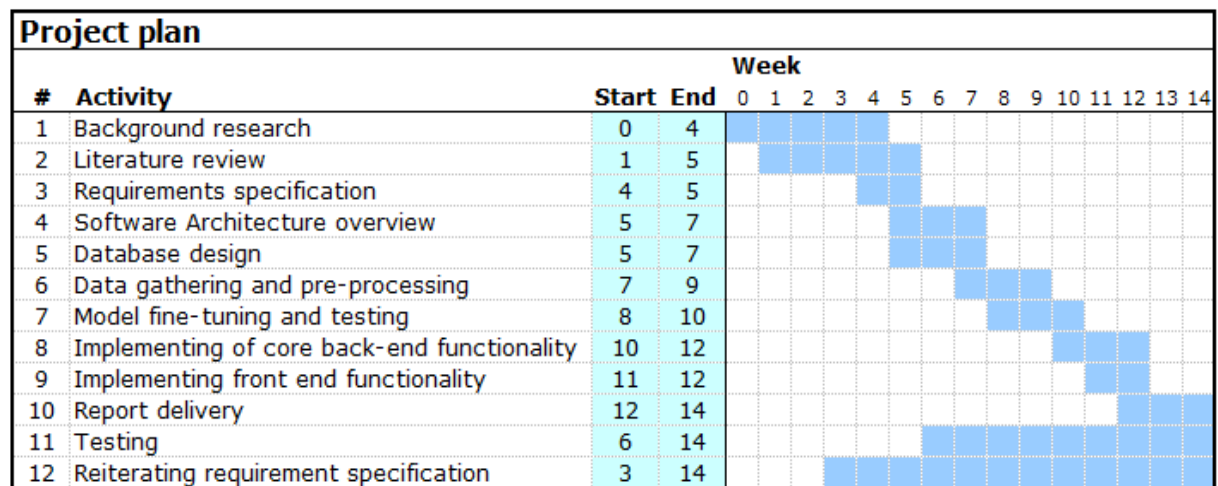 Project plan
Week
# Activity Start End 0 1 2 3 4 5 6 7 8 9 10 11 12 13 14
1 Background research 0 4
2 Literature review 1 5
3 Requirements specification 4 5
4 Software Architecture overview 5 7
5 Database design 5 7
6 Data gathering and pre-processing 7 9
7 Model fine-tuning and testing 8 10
8 Implementing of core back-end functionality 10 12
9 Implementing front end functionality 11 12
10 Report delivery 12 14
11 Testing 6 14
12 Reiterating requirement specification 3 14